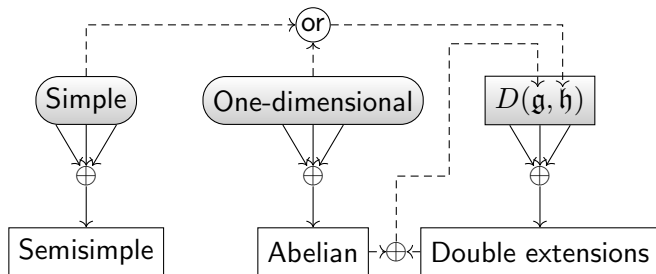 or
Simple
One-dimensional
D(𝔤, 𝔥)
⊕ ⊕ ⊕
Semisimple
Abelian
⊕
Double extensions